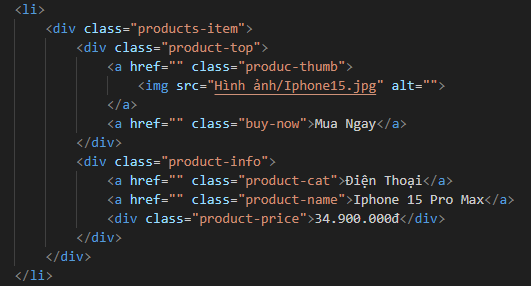 <li>
<div class="products-item">
<div class="product-top">
<a href="" class="produc-thumb">
<img src="Hình ảnh/Iphone15.jpg" alt="">
</a>
<a href="" class="buy-now">Mua Ngay</a>
</div>
<div class="product-info">
<a href="" class="product-cat">Điện Thoại</a>
<a href="" class="product-name">Iphone 15 Pro Max</a>
<div class="product-price">34.900.000đ</div>
</div>
</div>
</li>